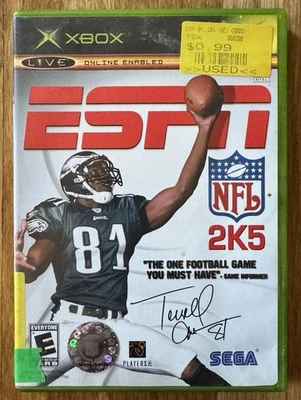 XBOX
LIVE ONLINE ENABLED
$0.99
>>USED<<
ESPN
NFL
2K5
81
"THE ONE FOOTBALL GAME
YOU MUST HAVE" - GAME INFORMER
EVERYONE
E
PLAYERS
SEGA